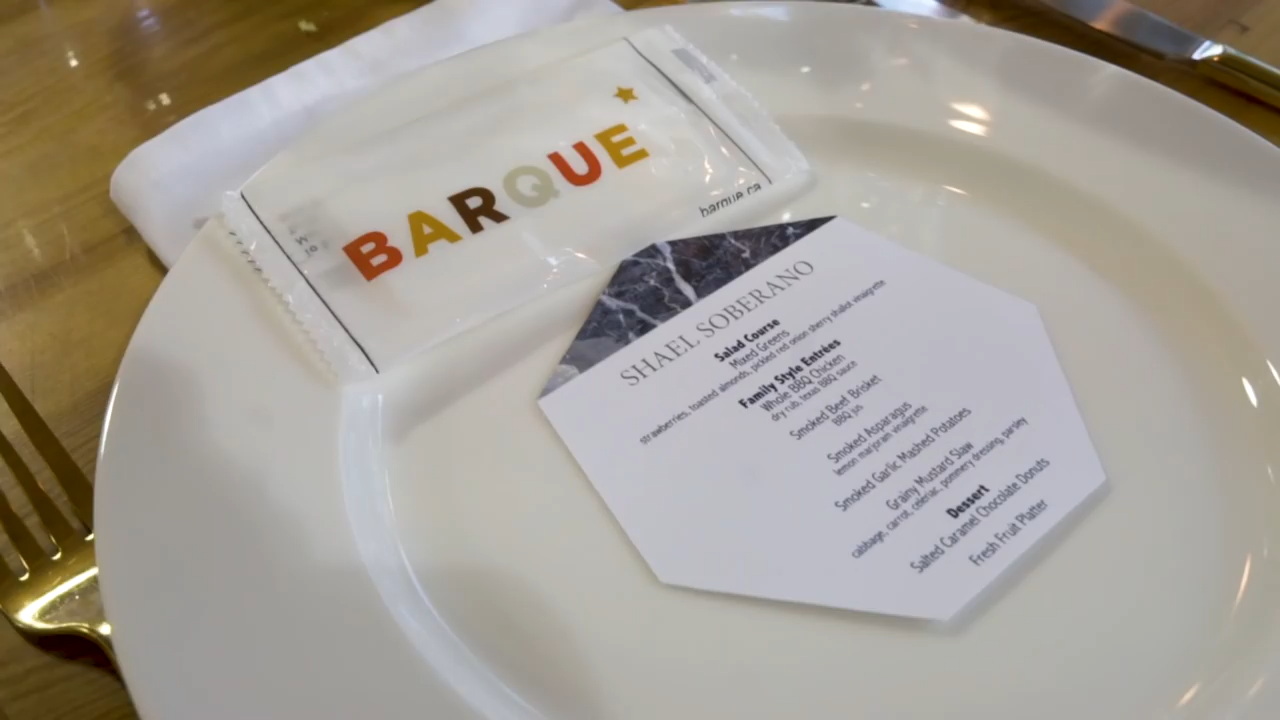 BARQUE
barque.ca
SHAEL SOBERANO
Salad Course
Mixed Greens
strawberries, toasted almonds, pickled red onion sherry shallot vinaigrette
Family Style Entrées
Whole BBQ Chicken
dry rub, texas BBQ sauce
Smoked Beef Brisket
BBQ jus
Smoked Asparagus
lemon marjoram vinaigrette
Smoked Garlic Mashed Potatoes
Grainy Mustard Slaw
cabbage, carrot, celeriac, pommery dressing, parsley
Dessert
Salted Caramel Chocolate Donuts
Fresh Fruit Platter